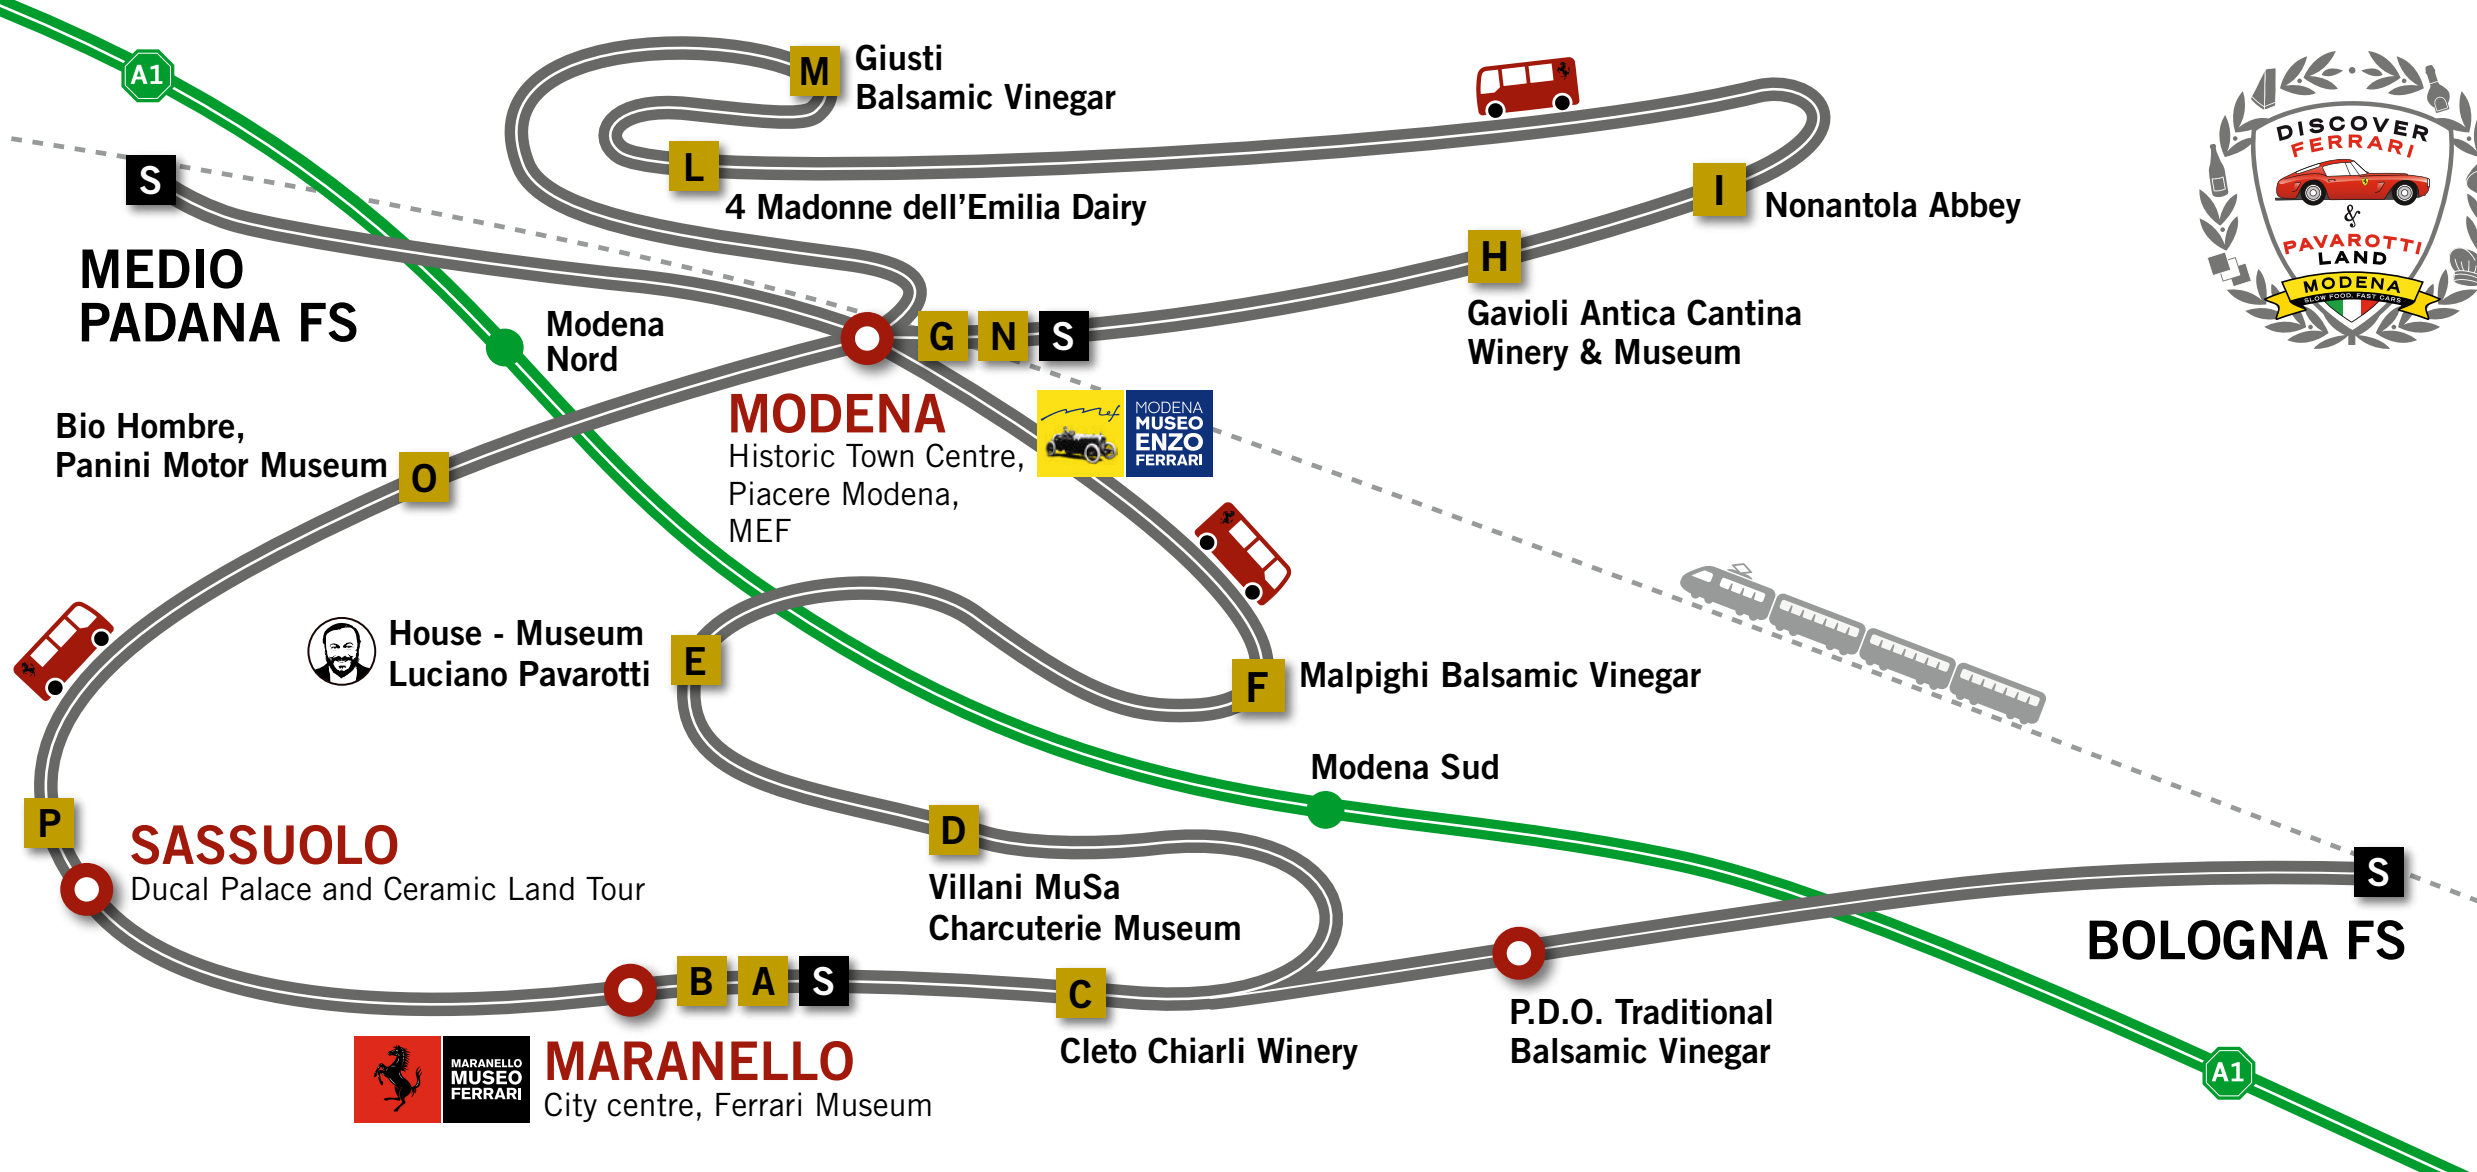 A1
M
Giusti
Balsamic Vinegar
L
4 Madonne dell'Emilia Dairy
I
Nonantola Abbey
H
Gavioli Antica Cantina
Winery & Museum
DISCOVER
FERRARI
&
PAVAROTTI
LAND
MODENA
SLOW FOOD, FAST CARS
S
MEDIO
PADANA FS
Modena
Nord
G
N
S
MODENA
Historic Town Centre,
Piacere Modena,
MEF
mef
MODENA
MUSEO
ENZO
FERRARI
Bio Hombre,
Panini Motor Museum
O
House - Museum
Luciano Pavarotti
E
F
Malpighi Balsamic Vinegar
Modena Sud
P
SASSUOLO
Ducal Palace and Ceramic Land Tour
D
Villani MuSa
Charcuterie Museum
S
BOLOGNA FS
B
A
S
C
Cleto Chiarli Winery
P.D.O. Traditional
Balsamic Vinegar
MARANELLO
MUSEO
FERRARI
MARANELLO
City centre, Ferrari Museum
A1